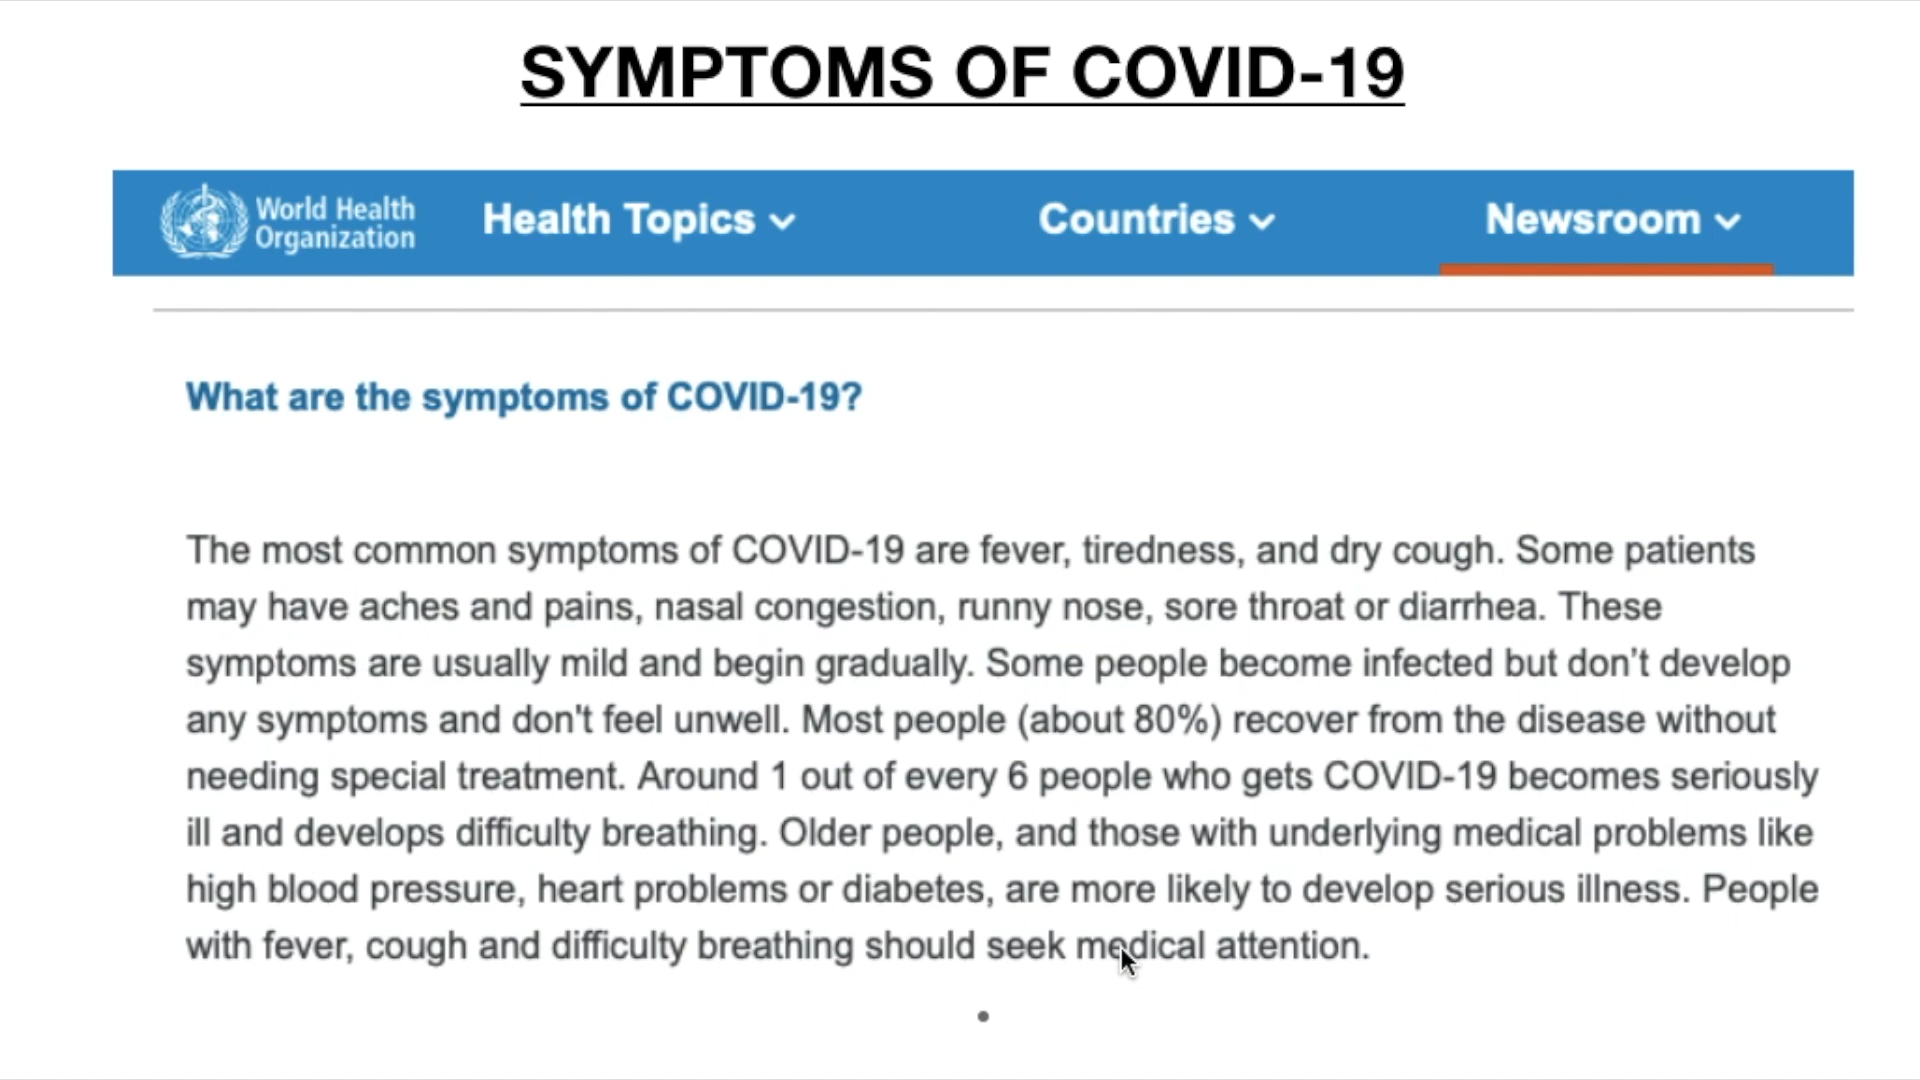 SYMPTOMS OF COVID-19
World Health
Organization
Health Topics
Countries
Newsroom
What are the symptoms of COVID-19?
The most common symptoms of COVID-19 are fever, tiredness, and dry cough. Some patients
may have aches and pains, nasal congestion, runny nose, sore throat or diarrhea. These
symptoms are usually mild and begin gradually. Some people become infected but don’t develop
any symptoms and don't feel unwell. Most people (about 80%) recover from the disease without
needing special treatment. Around 1 out of every 6 people who gets COVID-19 becomes seriously
ill and develops difficulty breathing. Older people, and those with underlying medical problems like
high blood pressure, heart problems or diabetes, are more likely to develop serious illness. People
with fever, cough and difficulty breathing should seek medical attention.